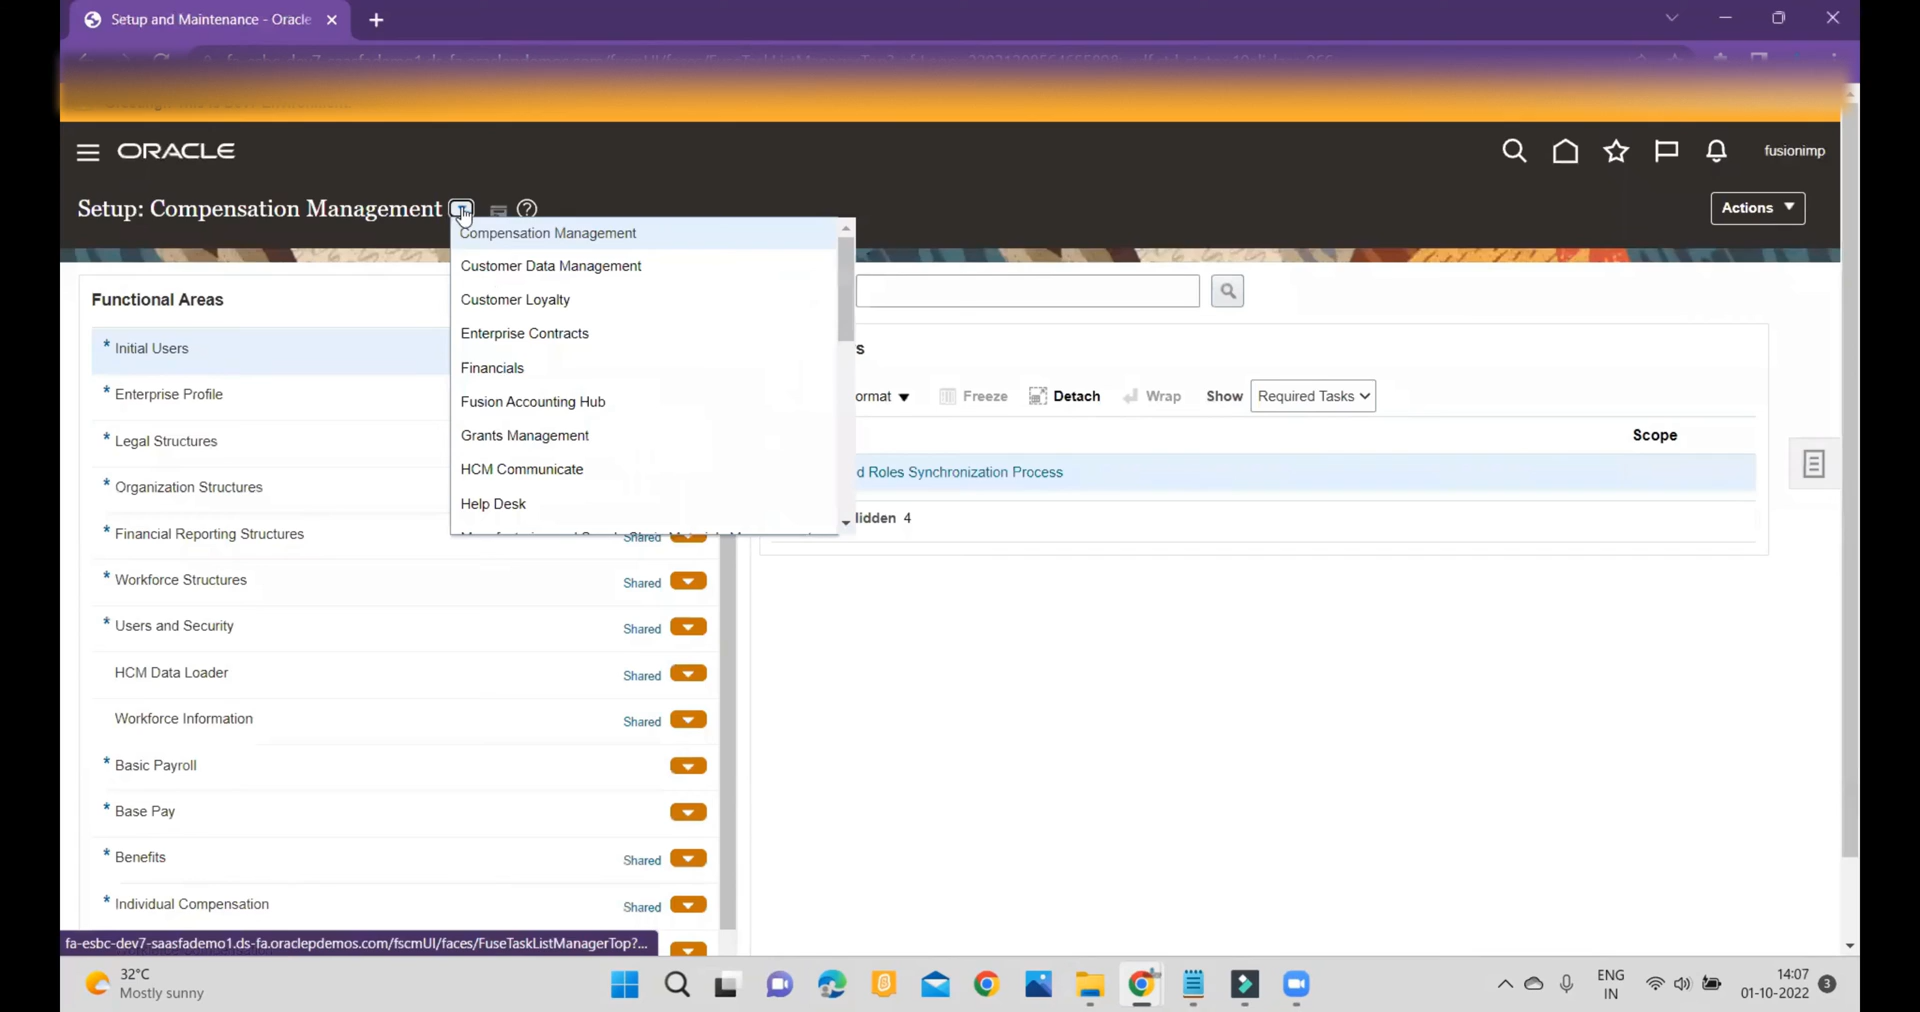 Setup and Maintenance - Oracle
ORACLE
fusionimp
Setup: Compensation Management
Actions
Compensation Management
Customer Data Management
Customer Loyalty
Enterprise Contracts
Financials
Fusion Accounting Hub
Grants Management
HCM Communicate
Help Desk
Functional Areas
* Initial Users
* Enterprise Profile
* Legal Structures
* Organization Structures
* Financial Reporting Structures Shared
* Workforce Structures Shared
* Users and Security Shared
HCM Data Loader Shared
Workforce Information Shared
* Basic Payroll
* Base Pay
* Benefits Shared
* Individual Compensation Shared
s
ormat Freeze Detach Wrap Show Required Tasks
Scope
d Roles Synchronization Process
idden 4
fa-esbc-dev7-saasfademo1.ds-fa.oraclepdemos.com/fscmUI/faces/FuseTaskListManagerTop?...
32°C
Mostly sunny
ENG
IN
14:07
01-10-2022
3